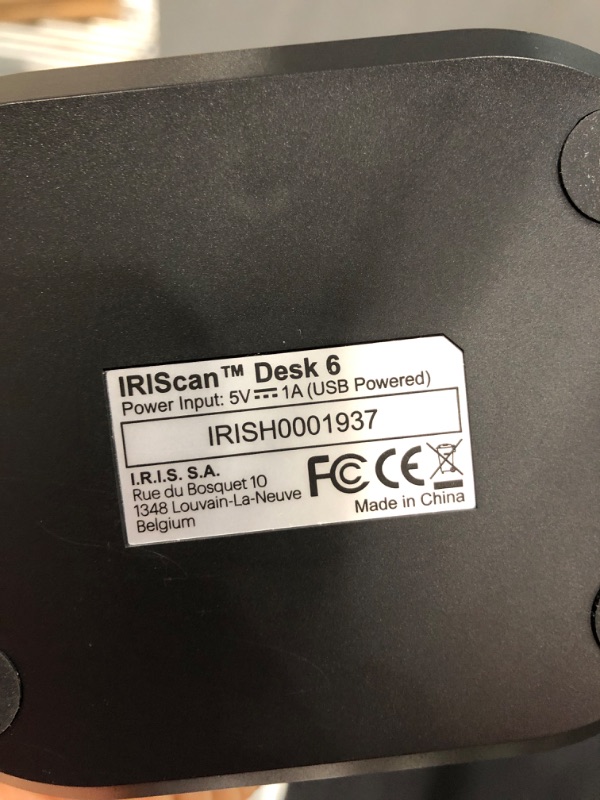 IRIScan™ Desk 6
Power Input: 5V⎓1A (USB Powered)
IRISH0001937
I.R.I.S. S.A.
Rue du Bosquet 10
1348 Louvain-La-Neuve
Belgium
FC CE
Made in China